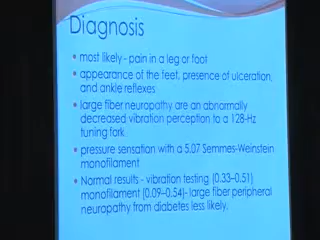 Diagnosis
• most likely - pain in a leg or foot
• appearance of the feet, presence of ulceration,
and ankle reflexes
• large fiber neuropathy are an abnormally
decreased vibration perception to a 128-Hz
tuning fork
• pressure sensation with a 5.07 Semmes-Weinstein
monofilament
• Normal results - vibration testing (0.33–0.51)
monofilament (0.09–0.54)- large fiber peripheral
neuropathy from diabetes less likely.